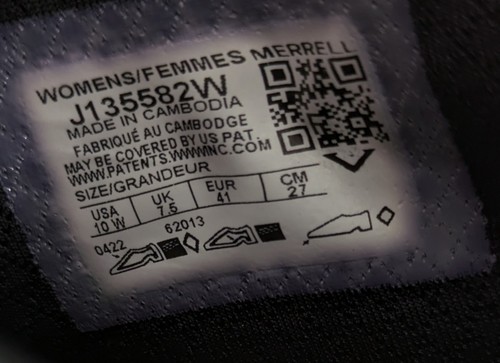 WOMENS/FEMMES MERRELL
J135582W
MADE IN CAMBODIA
FABRIQUÉ AU CAMBODGE
MAY BE COVERED BY US PAT.
WWW.PATENTS.WWWINC.COM
SIZE/GRANDEUR
USA UK EUR CM
10 W 7.5 41 27
0422 62013